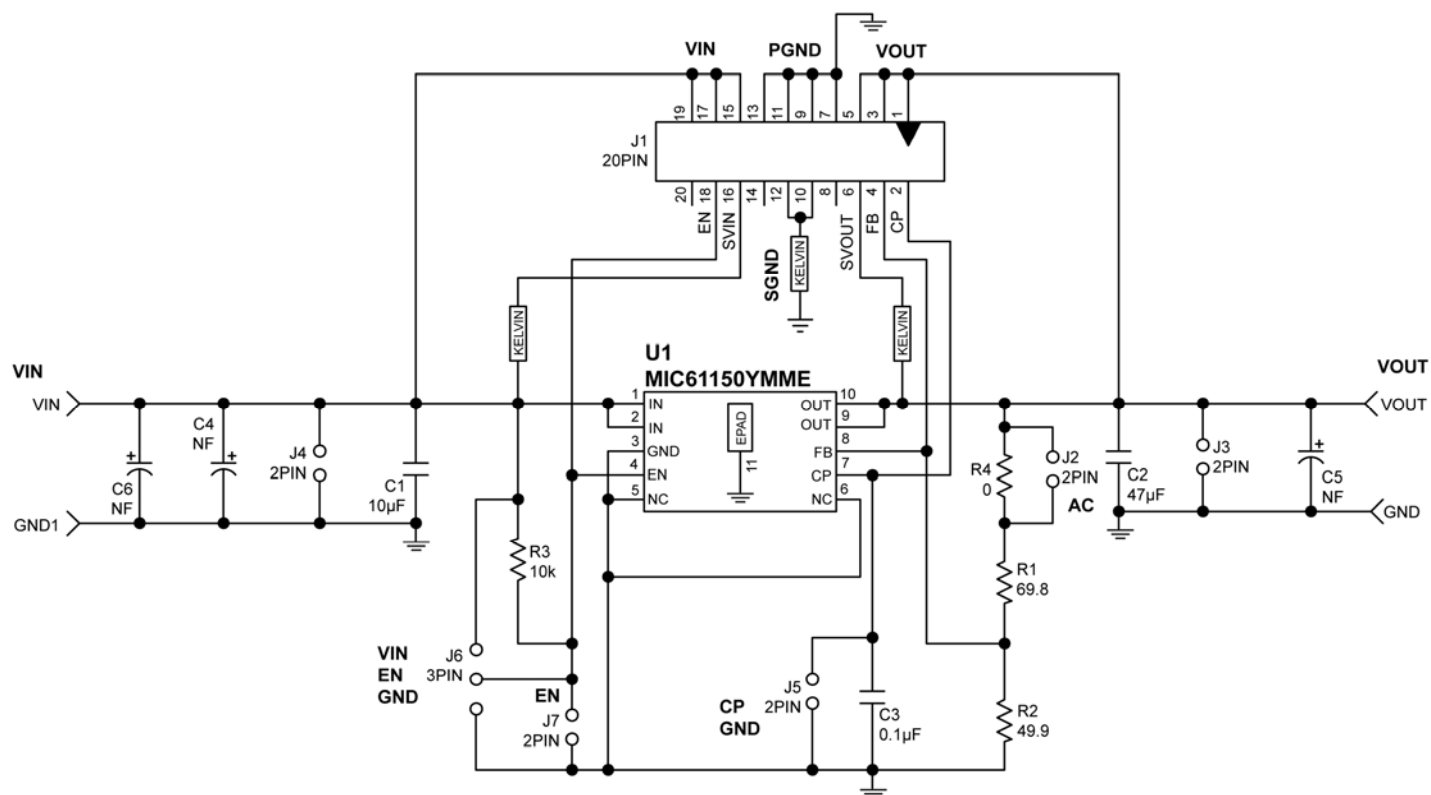 VIN
PGND
VOUT
19
17
15
13
11
9
7
5
3
1
J1
20PIN
20
18
16
14
12
10
8
6
4
2
EN
SVIN
SVOUT
FB
CP
SGND
KELVIN
KELVIN
KELVIN
U1
MIC61150YMME
VIN
VIN
GND1
C6
NF
C4
NF
J4
2PIN
C1
10µF
1 IN
2 IN
3 GND
4 EN
5 NC
EPAD
11
OUT 10
OUT 9
FB 8
CP 7
NC 6
R4
0
J2
2PIN
AC
C2
47µF
J3
2PIN
C5
NF
VOUT
VOUT
GND
R3
10k
R1
69.8
VIN
EN
GND
J6
3PIN
EN
J7
2PIN
CP
GND
J5
2PIN
C3
0.1µF
R2
49.9